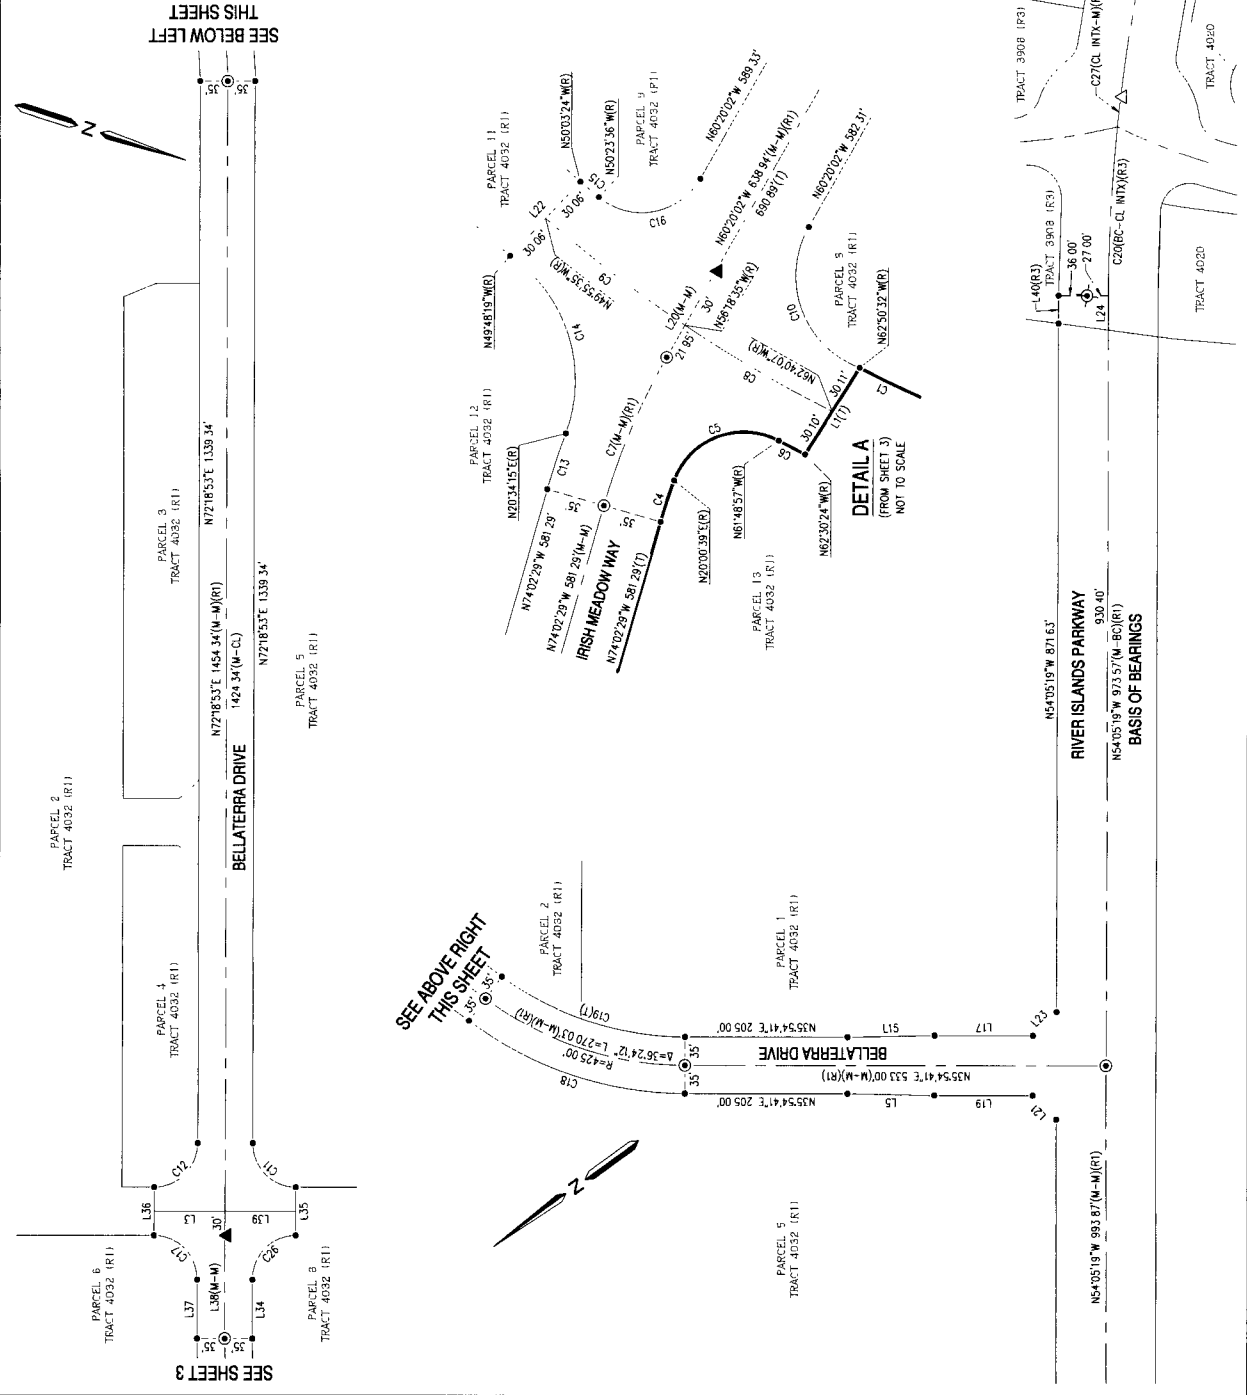 SEE BELOW LEFT
THIS SHEET
35'
35'
N
PARCEL 2
TRACT 4032 (R1)
PARCEL 3
TRACT 4032 (R1)
N72°18'53"E 1339.34'
N72°18'53"E 1454.34'(M-M)(R1)
1424.34'(M-CL)
N72°18'53"E 1339.34'
BELLATERRA DRIVE
PARCEL 5
TRACT 4032 (R1)
PARCEL 4
TRACT 4032 (R1)
C12
C11
L36
L3
30'
L39
L35
C17
C26
PARCEL 6
TRACT 4032 (R1)
L37
L38(M-M)
L34
PARCEL 8
TRACT 4032 (R1)
35'
35'
SEE SHEET 3
PARCEL 11
TRACT 4032 (R1)
N50°03'24"W(R)
N50°23'36"W(R)
PARCEL 9
TRACT 4032 (R1)
N60°20'02"W 589.33'
C15
L22
30.06'
30.06'
C16
N60°20'02"W 638.94'(M-M)(R1)
690.89'(T)
N60°20'02"W 582.31'
N49°48'19"W(R)
N49°55'35"W(R)
C9
C14
L20(M-M)
30'
21.95'
N56°18'35"W(R)
C10
PARCEL 9
TRACT 4032 (R1)
N62°50'32"W(R)
PARCEL 12
TRACT 4032 (R1)
N20°34'15"E(R)
C13
C7(M-M)(R1)
C8
N62°40'07"W(R)
30.11'
30.10'
L1(T)
C1
C5
C6
C4
35'
35'
N74°02'29"W 581.29'
N74°02'29"W 581.29'(M-M)
IRISH MEADOW WAY
N74°02'29"W 581.29'(T)
N20°00'39"E(R)
N61°48'57"W(R)
N62°30'24"W(R)
PARCEL 13
TRACT 4032 (R1)
DETAIL A
(FROM SHEET 3)
NOT TO SCALE
SEE ABOVE RIGHT
THIS SHEET
35'
35'
PARCEL 2
TRACT 4032 (R1)
C19(T)
Δ=36°24'12" L=270.03'(M-M)(R1)
R=425.00'
C18
35'
35'
PARCEL 1
TRACT 4032 (R1)
N35°54'41"E 205.00'
L15
L17
L23
BELLATERRA DRIVE
N35°54'41"E 533.00'(M-M)(R1)
N35°54'41"E 205.00'
L5
L19
L21
N
PARCEL 5
TRACT 4032 (R1)
N54°05'19"W 993.87'(M-M)(R1)
N54°05'19"W 871.63'
RIVER ISLANDS PARKWAY
930.40'
N54°05'19"W 973.57'(M-BC)(R1)
BASIS OF BEARINGS
L40(R3)
TRACT 3908 (R3)
36.00'
27.00'
L24
C20(BC-CL INTX)(R3)
TRACT 4020
TRACT 3908 (R3)
TRACT 4020